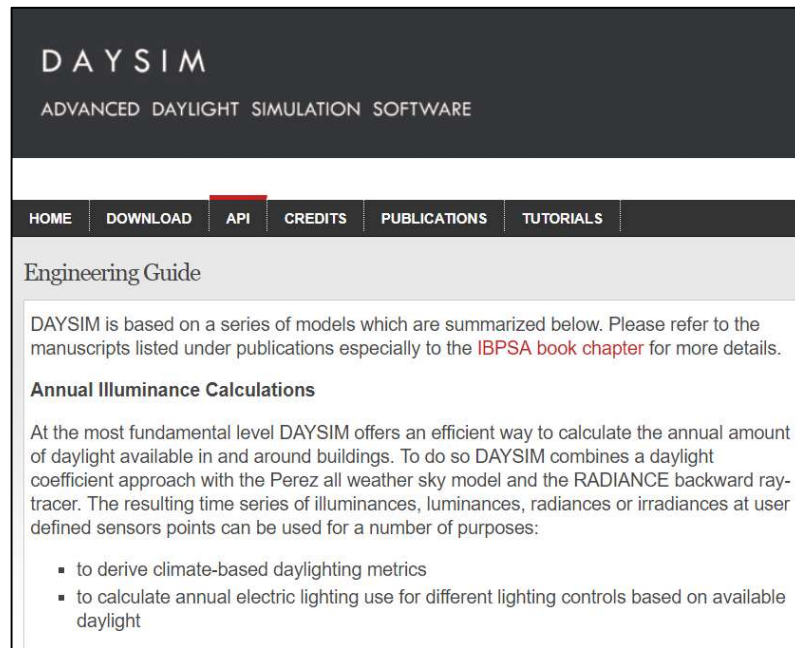 DAYSIM
ADVANCED DAYLIGHT SIMULATION SOFTWARE
HOME DOWNLOAD API CREDITS PUBLICATIONS TUTORIALS
Engineering Guide
DAYSIM is based on a series of models which are summarized below. Please refer to the
manuscripts listed under publications especially to the IBPSA book chapter for more details.
Annual Illuminance Calculations
At the most fundamental level DAYSIM offers an efficient way to calculate the annual amount
of daylight available in and around buildings. To do so DAYSIM combines a daylight
coefficient approach with the Perez all weather sky model and the RADIANCE backward ray-
tracer. The resulting time series of illuminances, luminances, radiances or irradiances at user
defined sensors points can be used for a number of purposes:
▪ to derive climate-based daylighting metrics
▪ to calculate annual electric lighting use for different lighting controls based on available
daylight